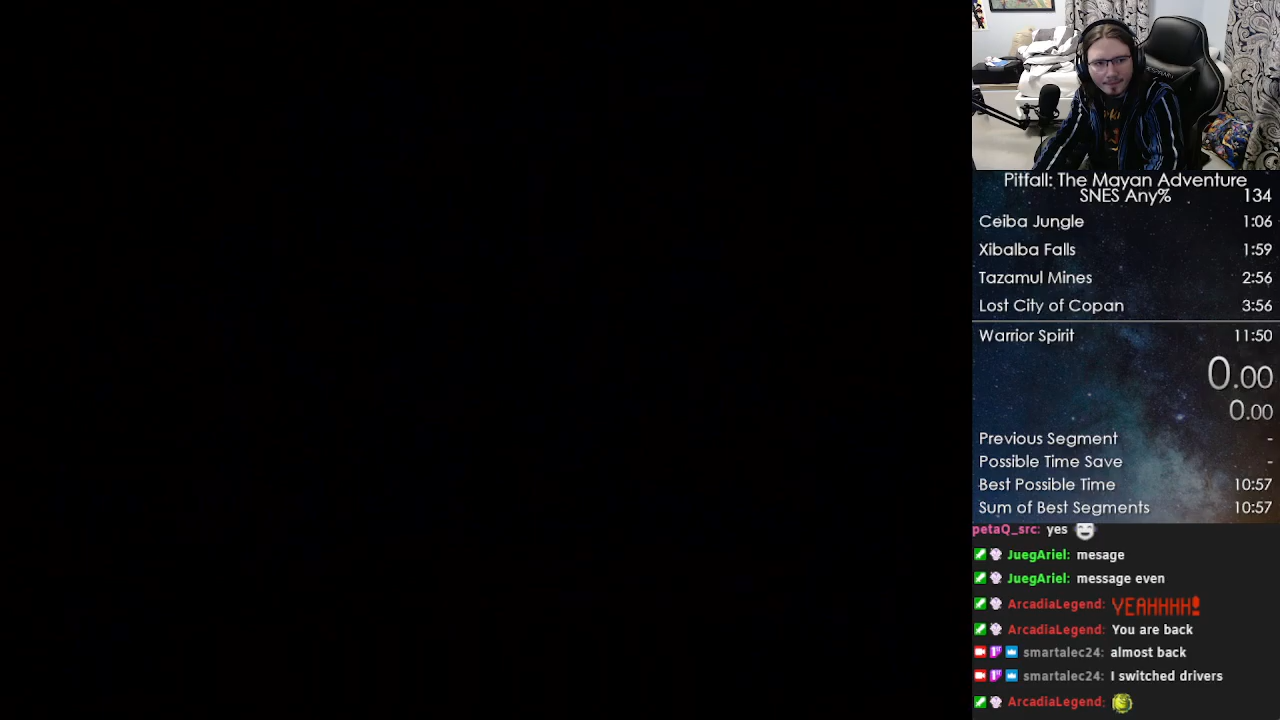 Pitfall: The Mayan Adventure
SNES Any% 134
Ceiba Jungle 1:06
Xibalba Falls 1:59
Tazamul Mines 2:56
Lost City of Copan 3:56
Warrior Spirit 11:50
0.00
0.00
Previous Segment -
Possible Time Save -
Best Possible Time 10:57
Sum of Best Segments 10:57
petaQ_src: yes
JuegAriel: mesage
JuegAriel: message even
ArcadiaLegend: YEAHHHH!
ArcadiaLegend: You are back
smartalec24: almost back
smartalec24: I switched drivers
ArcadiaLegend: